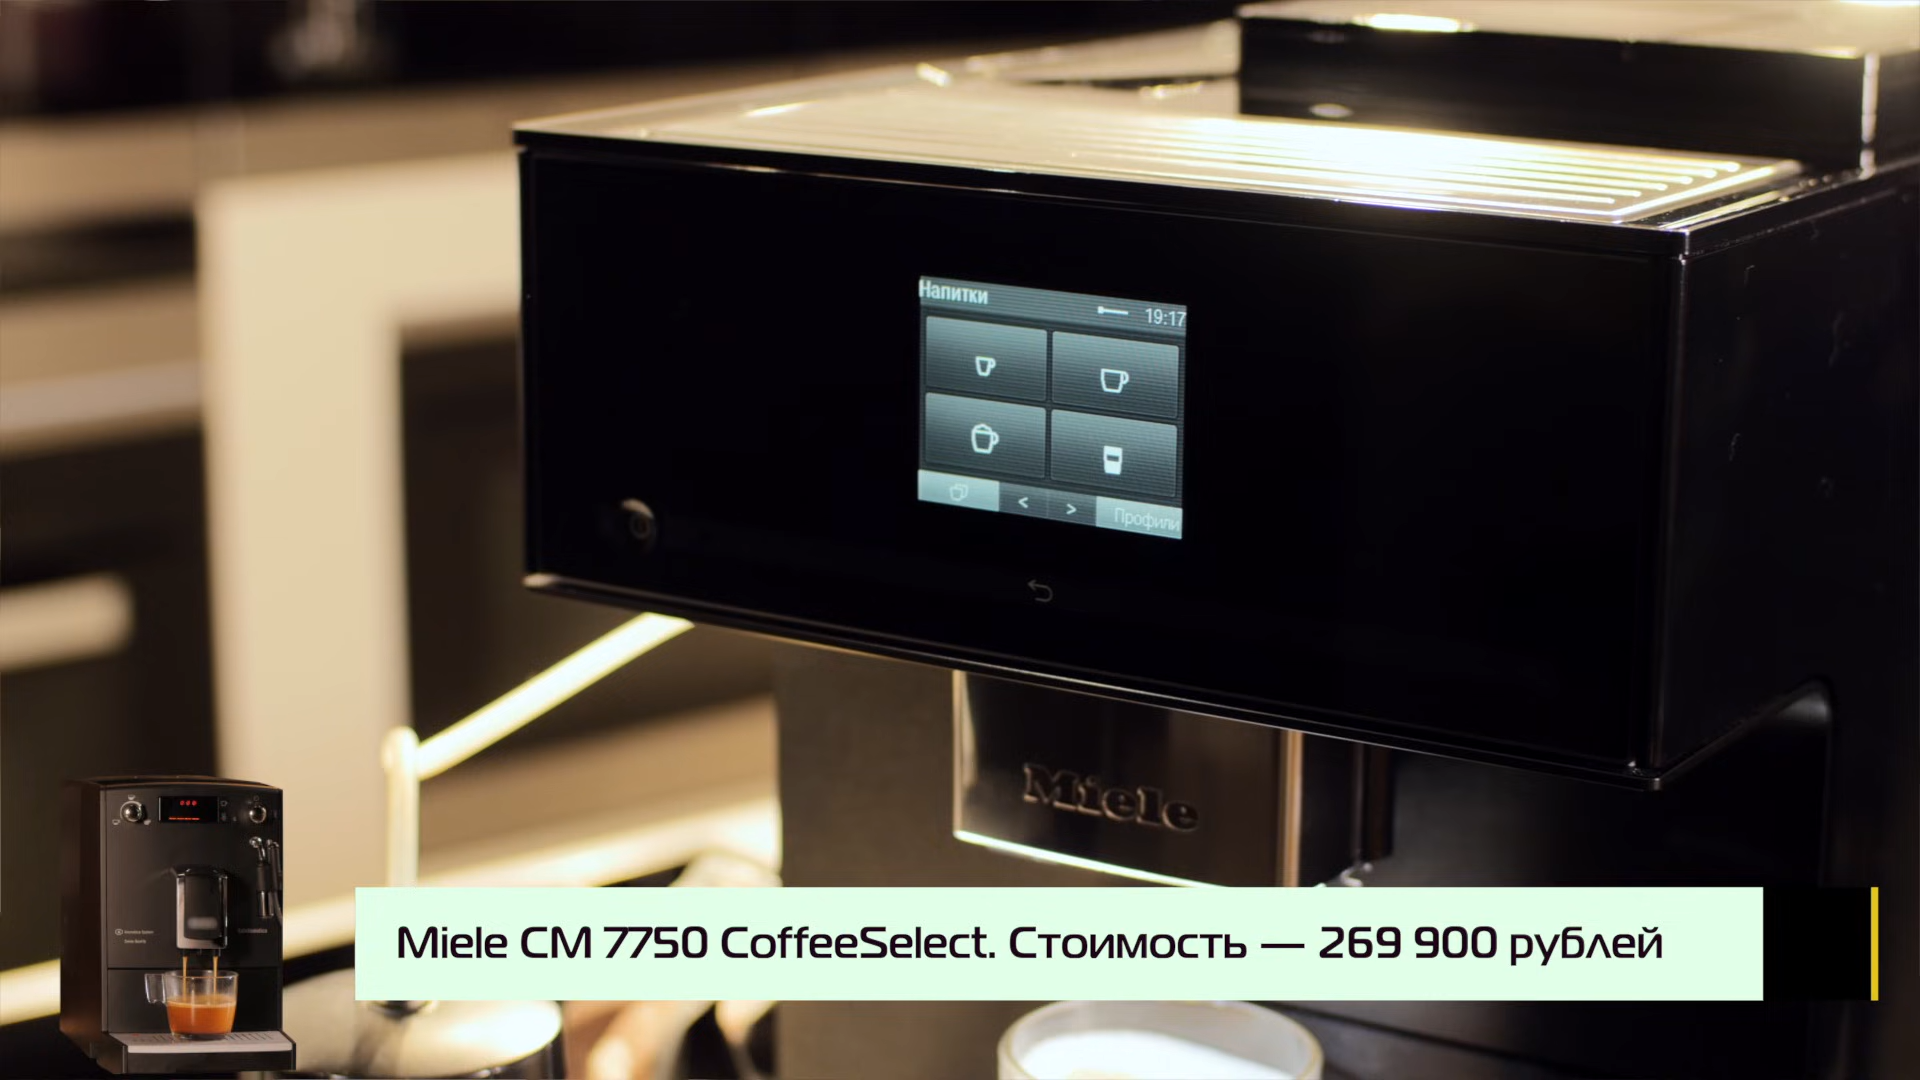 Напитки
19:17
< >
Профили
Miele
Miele CM 7750 CoffeeSelect. Стоимость — 269 900 рублей